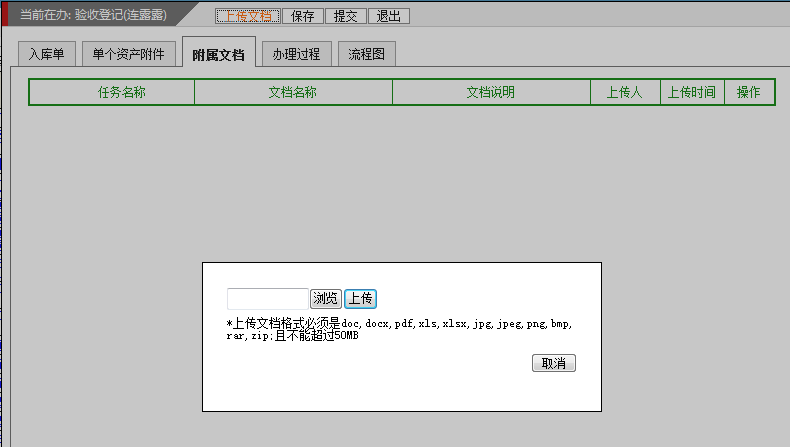 当前在办: 验收登记(连露露) 上传文档 保存 提交 退出
入库单 单个资产附件 附属文档 办理过程 流程图
任务名称 文档名称 文档说明 上传人 上传时间 操作
浏览 上传
*上传文档格式必须是doc,docx,pdf,xls,xlsx,jpg,jpeg,png,bmp,
rar,zip;且不能超过50MB
取消